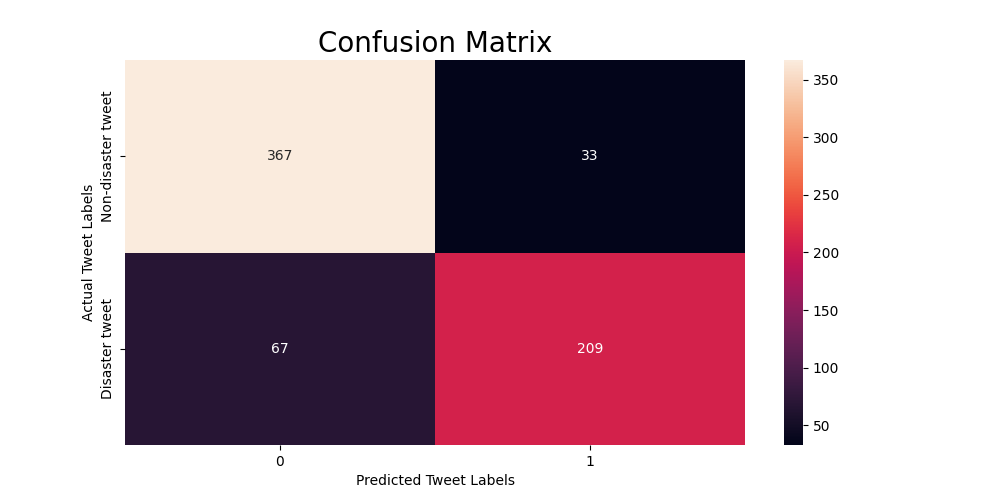 Confusion Matrix
Actual Tweet Labels
Non-disaster tweet
Disaster tweet
367
33
67
209
0
1
Predicted Tweet Labels
350
300
250
200
150
100
50